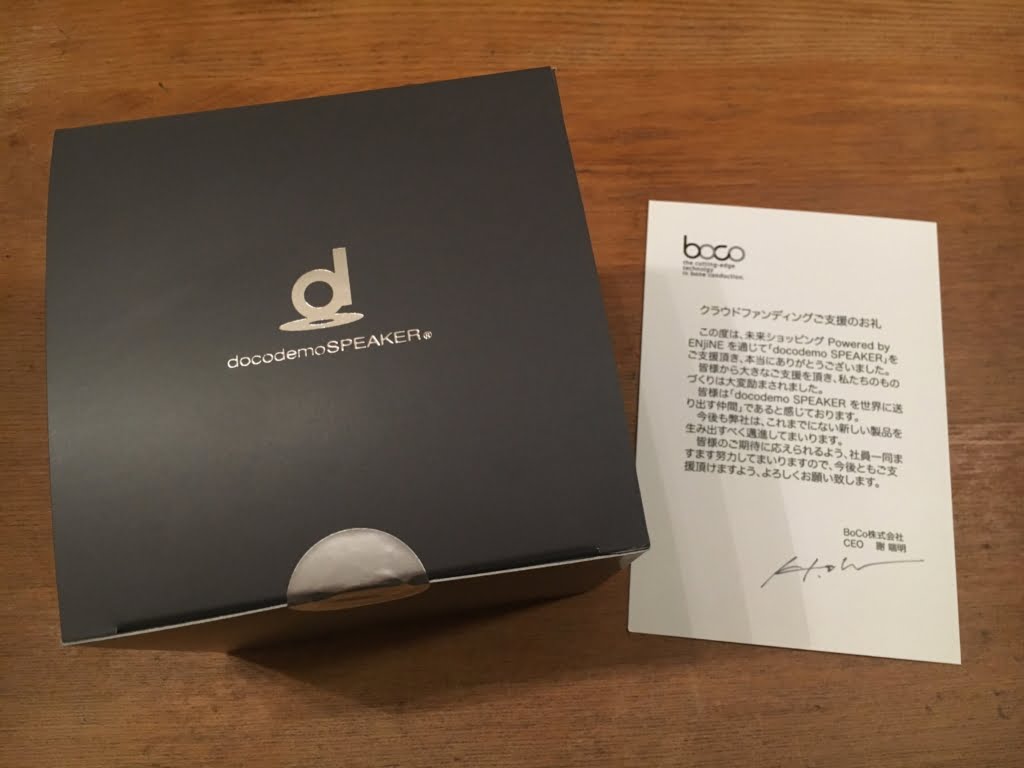 d
docodemoSPEAKER®
boco
the cutting-edge
technolgy
in bone conduction.
クラウドファンディングご支援のお礼
この度は、未来ショッピング Powered by
ENjiNE を通じて「docodemo SPEAKER」を
ご支援頂き、本当にありがとうございました。
皆様から大きなご支援を頂き、私たちのもの
づくりは大変励まされました。
皆様は「docodemo SPEAKER を世界に送
り出す仲間」であると感じております。
今後も弊社は、これまでにない新しい製品を
生み出すべく邁進してまいります。
皆様のご期待に応えられるよう、社員一同ま
すます努力してまいりますので、今後ともご支
援頂けますよう、よろしくお願い致します。
BoCo株式会社
CEO 謝 端明